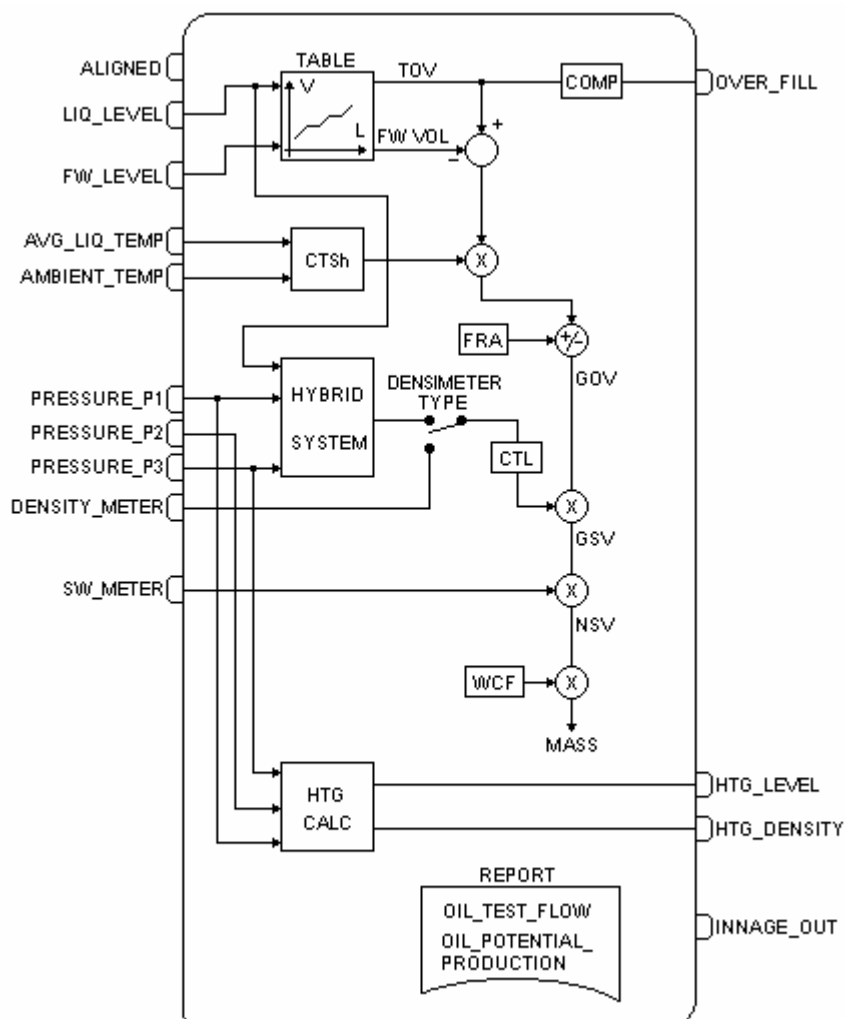 TABLE
ALIGNED
TOV
COMP
OVER_FILL
V
+
LIQ_LEVEL
L
FW VOL
-
FW_LEVEL
AVG_LIQ_TEMP
CTSh
X
AMBIENT_TEMP
FRA
+/-
GOV
DENSIMETER
TYPE
PRESSURE_P1
HYBRID
PRESSURE_P2
SYSTEM
CTL
PRESSURE_P3
DENSITY_METER
X
GSV
SW_METER
X
NSV
WCF
X
MASS
HTG
CALC
HTG_LEVEL
HTG_DENSITY
REPORT
OIL_TEST_FLOW
OIL_POTENTIAL_
PRODUCTION
INNAGE_OUT